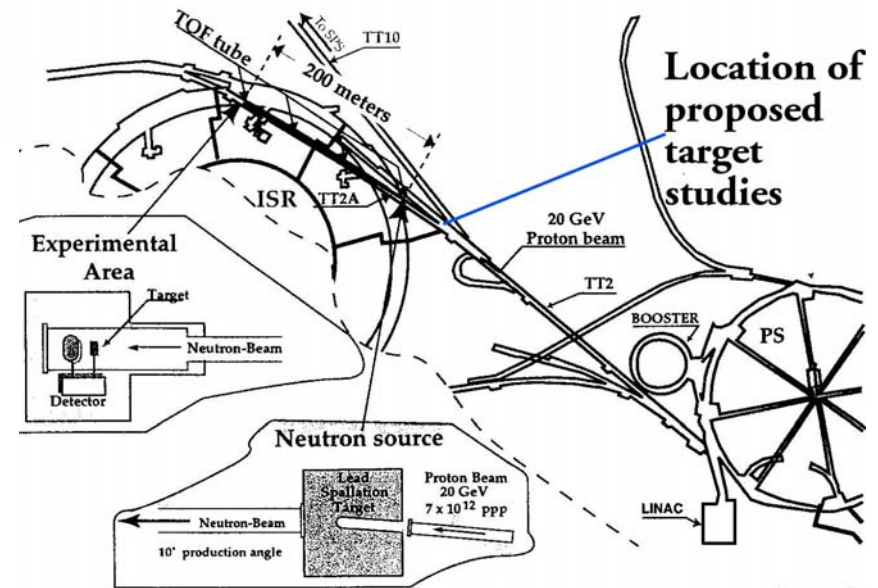 To SPS
TT10
TOF tube
200 meters
Location of
proposed
target
studies
ISR
TT2A
20 GeV
Proton beam
Experimental
Area
TT2
Target
BOOSTER
PS
Neutron-Beam
Detector
Neutron source
Lead
Spallation
Target
Proton Beam
20 GeV
7 x 10¹² ppp
LINAC
Neutron-Beam
10° production angle